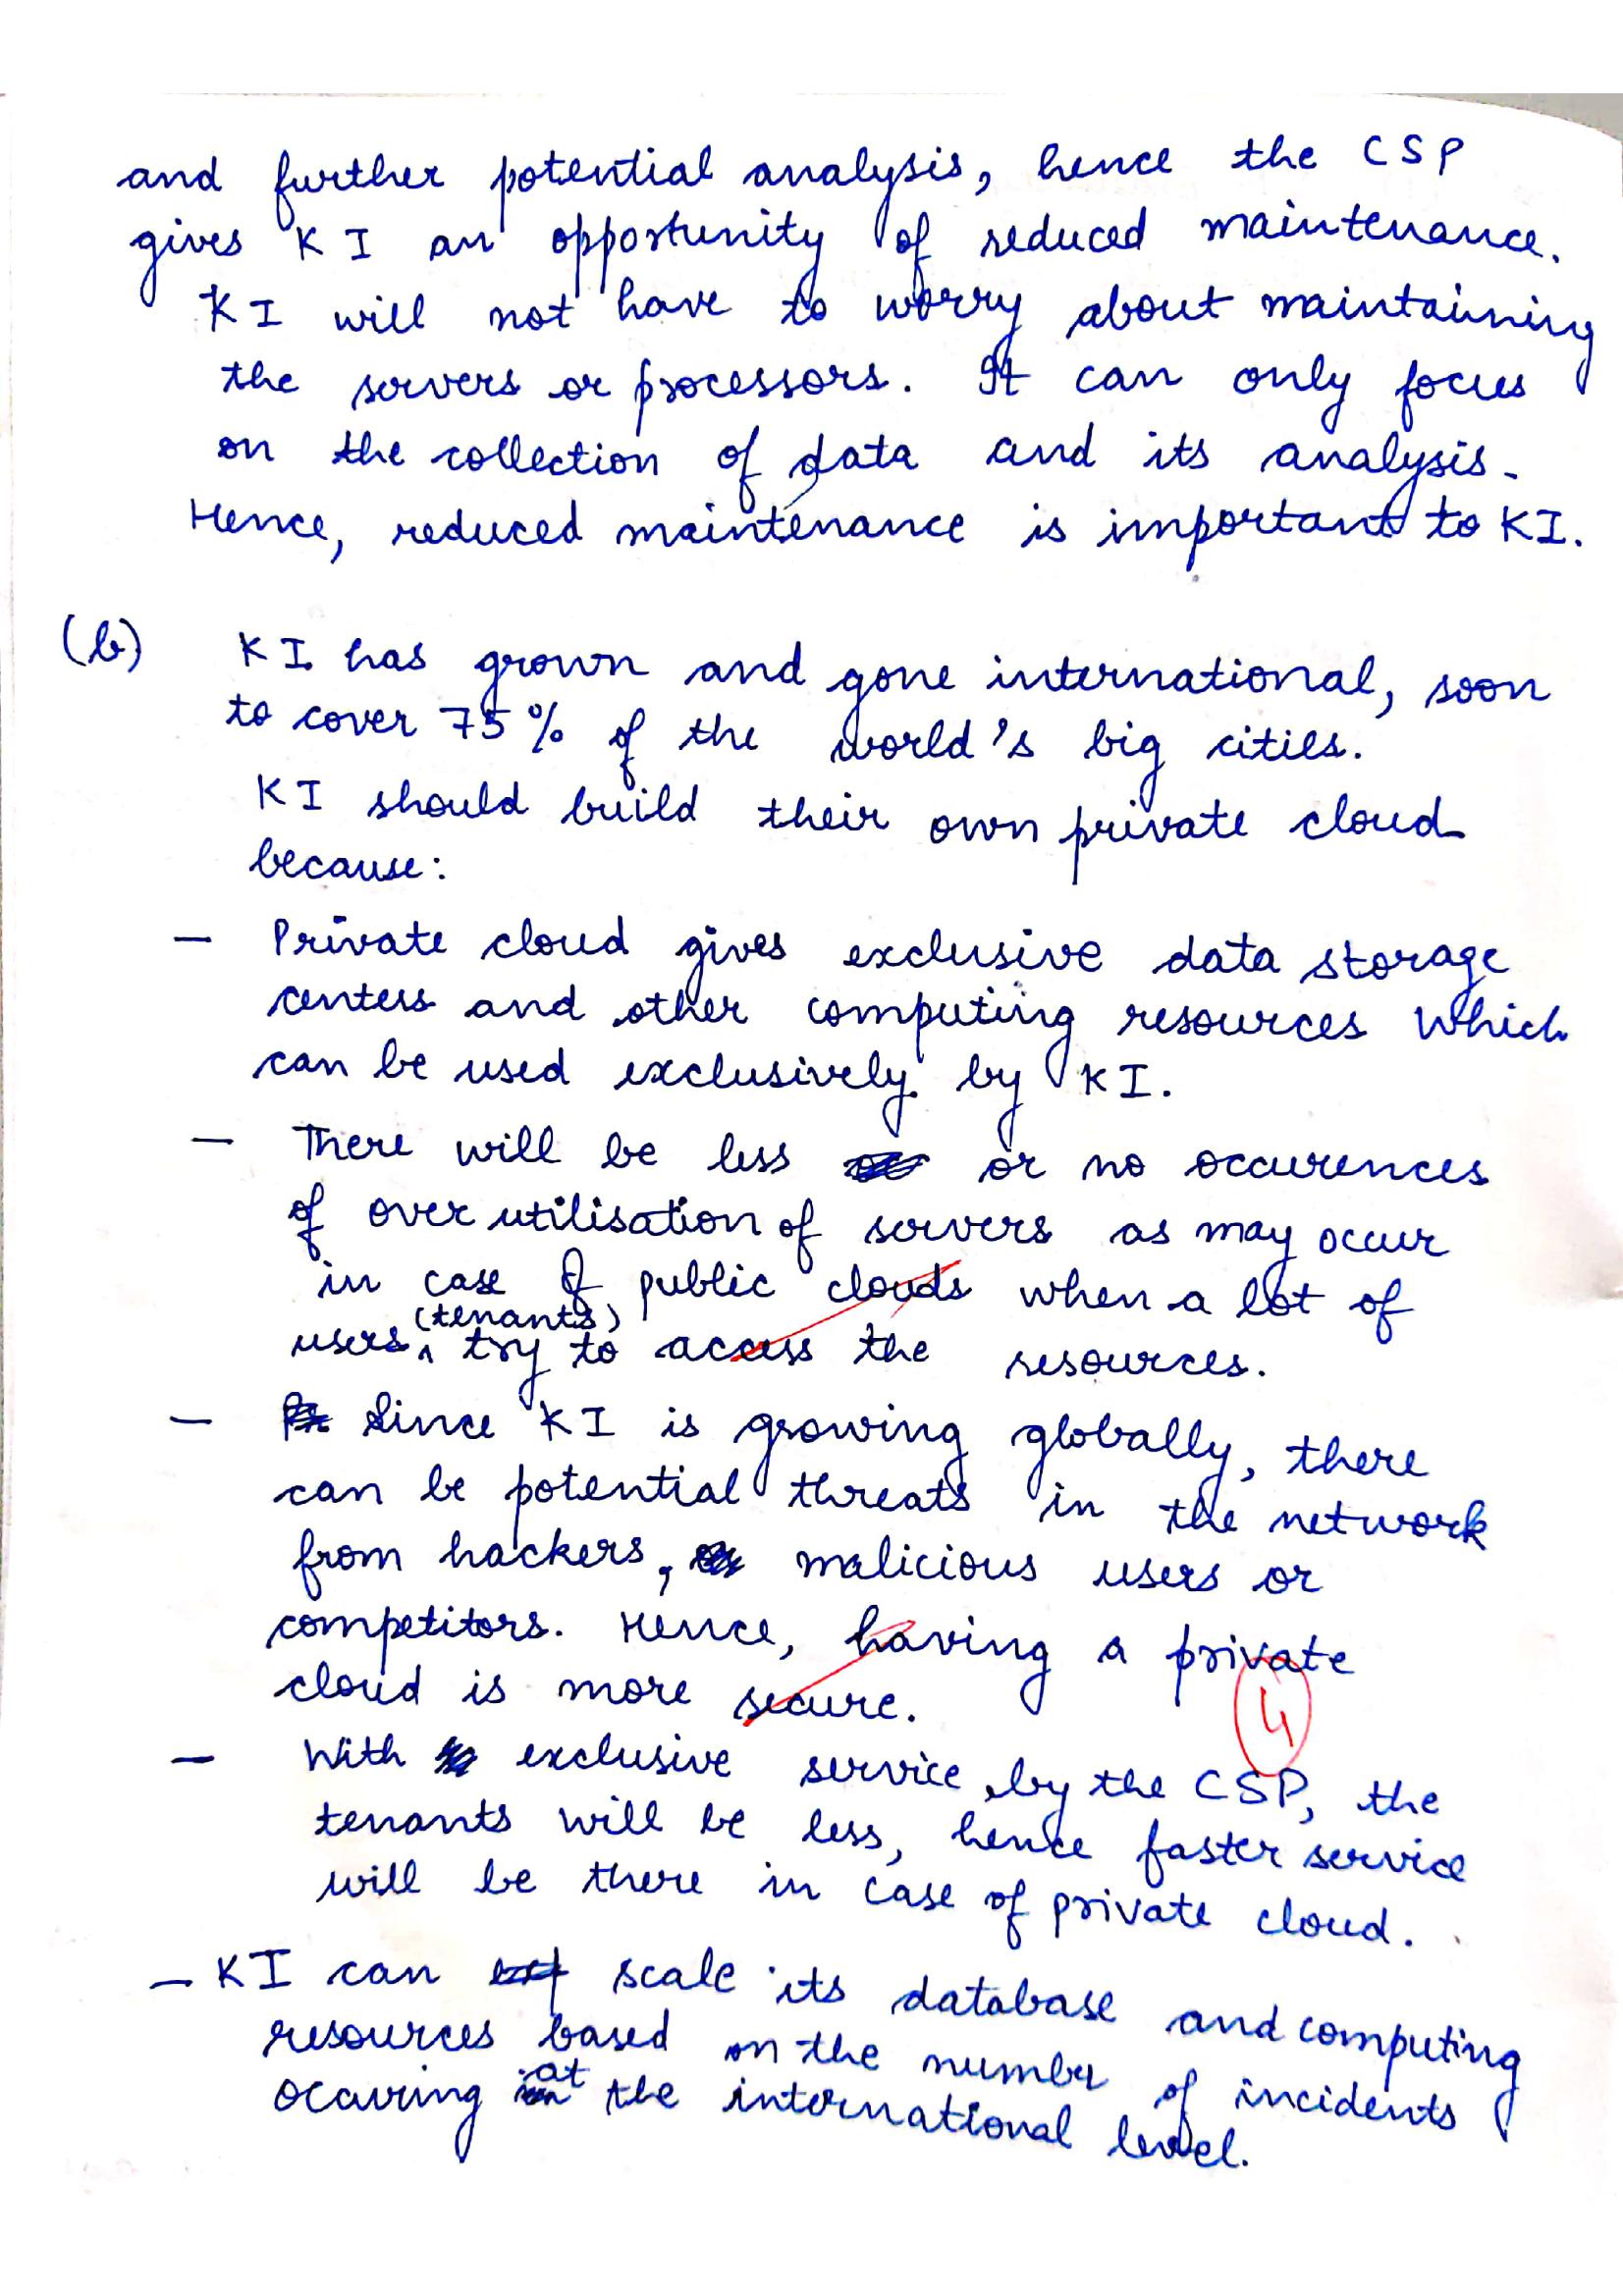 and further potential analysis, hence the CSP
gives KI an opportunity of reduced maintenance.
KI will not have to worry about maintaining
the servers or processors. It can only focus
on the collection of data and its analysis.
Hence, reduced maintenance is important to KI.
(b) KI has grown and gone international, soon
to cover 75% of the world's big cities.
KI should build their own private cloud
because:
— Private cloud gives exclusive data storage
centers and other computing resources which
can be used exclusively by KI.
— There will be less or no occurences
of over utilisation of servers as may occur
in case of public clouds when a lot of
(tenants)
users ^ try to access the resources.
— Since KI is growing globally, there
can be potential threats in the network
from hackers, malicious users or
competitors. Hence, having a private
cloud is more secure.
4
— With exclusive service by the CSP, the
tenants will be less, hence faster service
will be there in case of private cloud.
— KI can scale its database and computing
resources based on the number of incidents
occuring at the international level.